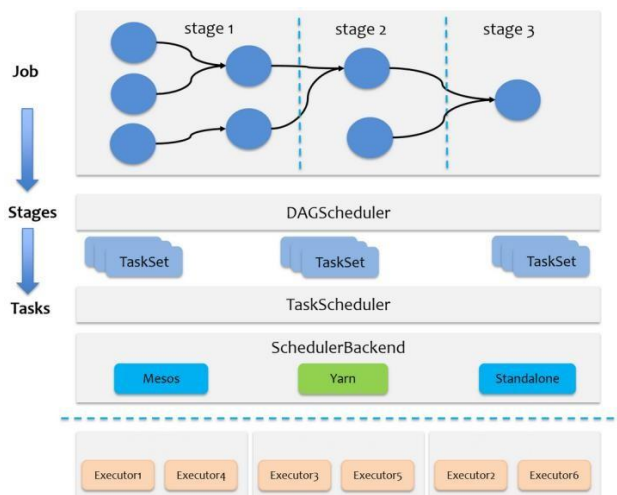 stage 1
stage 2
stage 3
Job
Stages
DAGScheduler
TaskSet
TaskSet
TaskSet
Tasks
TaskScheduler
SchedulerBackend
Mesos
Yarn
Standalone
Executor1
Executor4
Executor3
Executor5
Executor2
Executor6